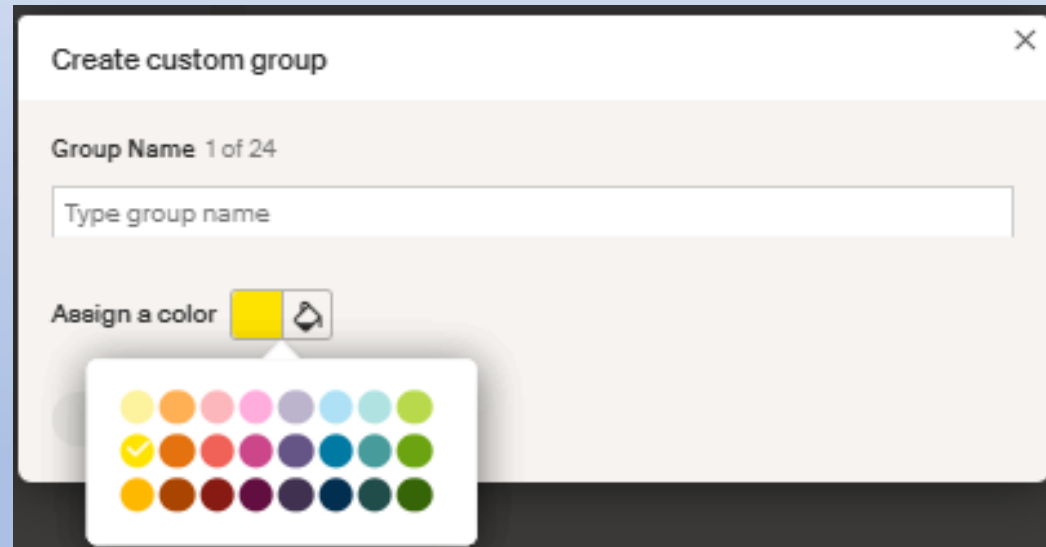 Create custom group
Group Name 1 of 24
Type group name
Assign a color